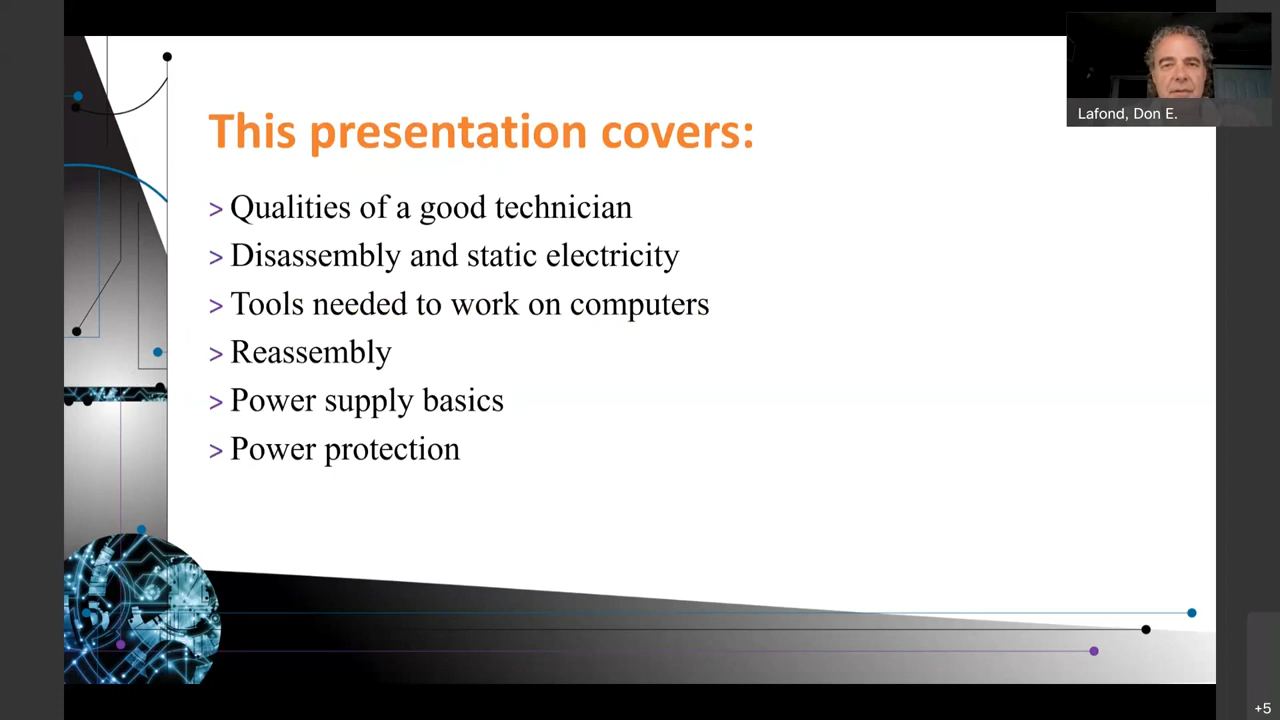 This presentation covers:
> Qualities of a good technician
> Disassembly and static electricity
> Tools needed to work on computers
> Reassembly
> Power supply basics
> Power protection
Lafond, Don E.
+5